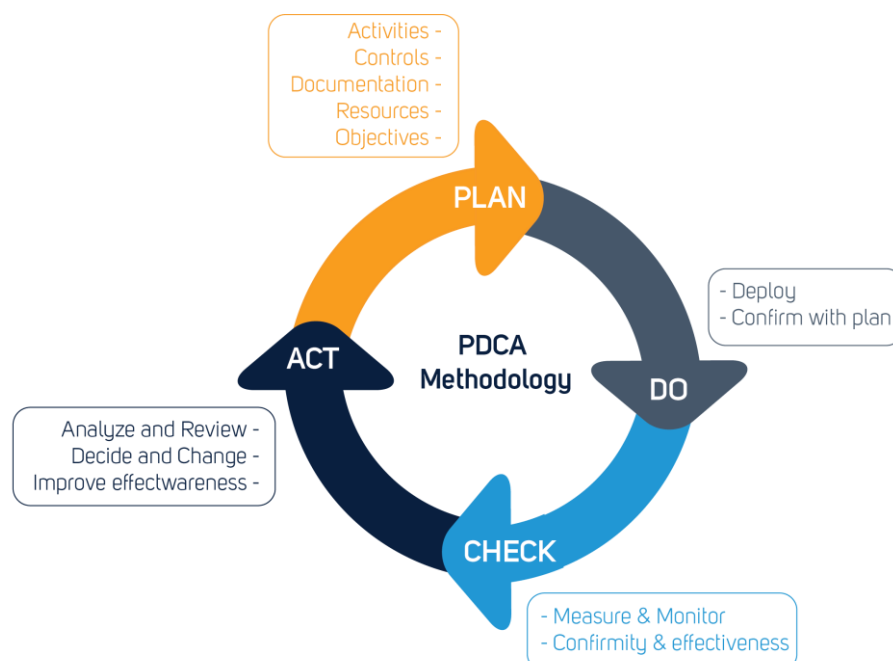 Activities -
Controls -
Documentation -
Resources -
Objectives -
PLAN
- Deploy
- Confirm with plan
DO
PDCA
Methodology
ACT
Analyze and Review -
Decide and Change -
Improve effectwareness -
CHECK
- Measure & Monitor
- Confirmity & effectiveness